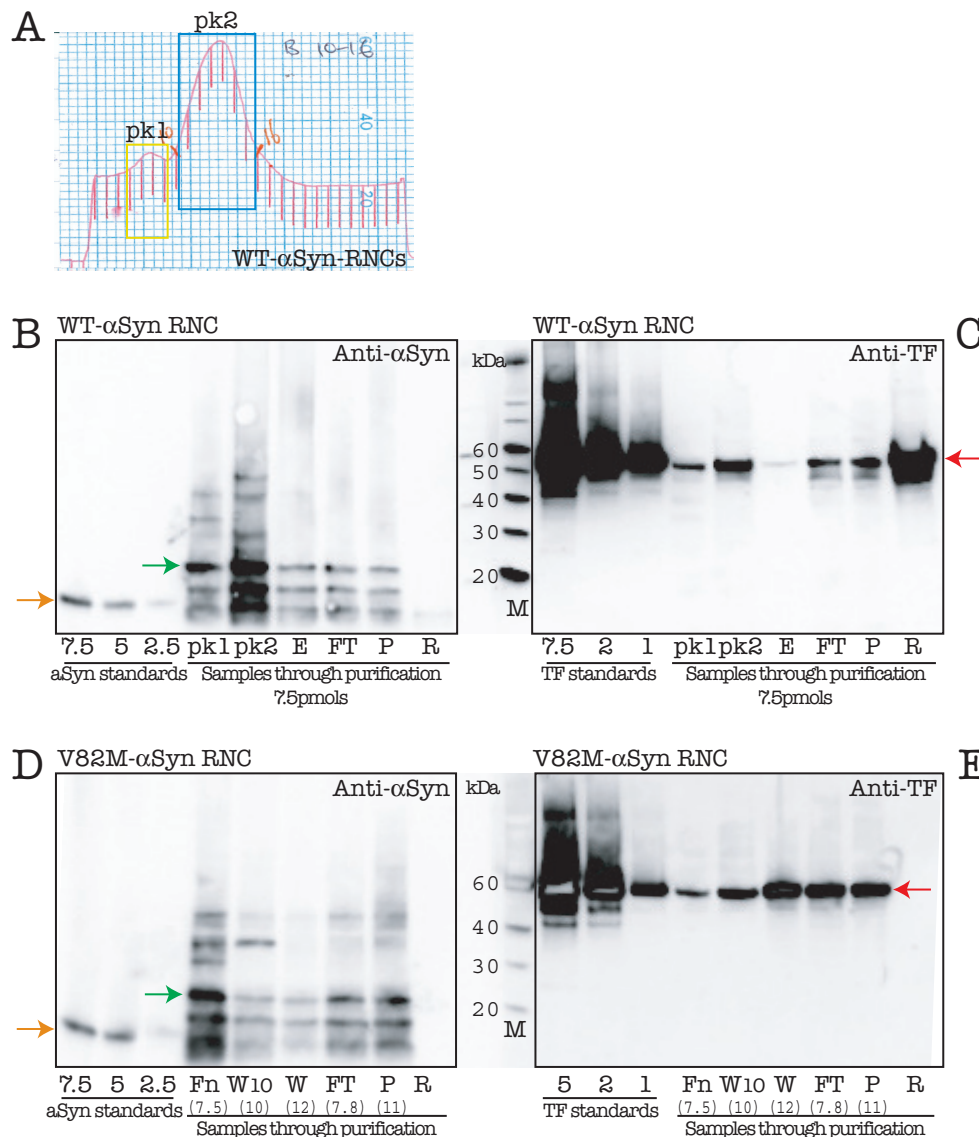 A
pk2
B 10-16
pk1
16
40
20
WT-αSyn-RNCs
B
WT-αSyn RNC
Anti-αSyn
7.5 5 2.5 pk1 pk2 E FT P R
aSyn standards Samples through purification
7.5pmols
kDa
60
50
40
30
20
M
C
WT-αSyn RNC
Anti-TF
7.5 2 1 pk1 pk2 E FT P R
TF standards Samples through purification
7.5pmols
D
V82M-αSyn RNC
Anti-αSyn
7.5 5 2.5 Fn W10 W FT P R
(7.5) (10) (12) (7.8) (11)
aSyn standards
Samples through purification
kDa
60
40
30
20
M
E
V82M-αSyn RNC
Anti-TF
5 2 1 Fn W10 W FT P R
(7.5) (10) (12) (7.8) (11)
TF standards
Samples through purification